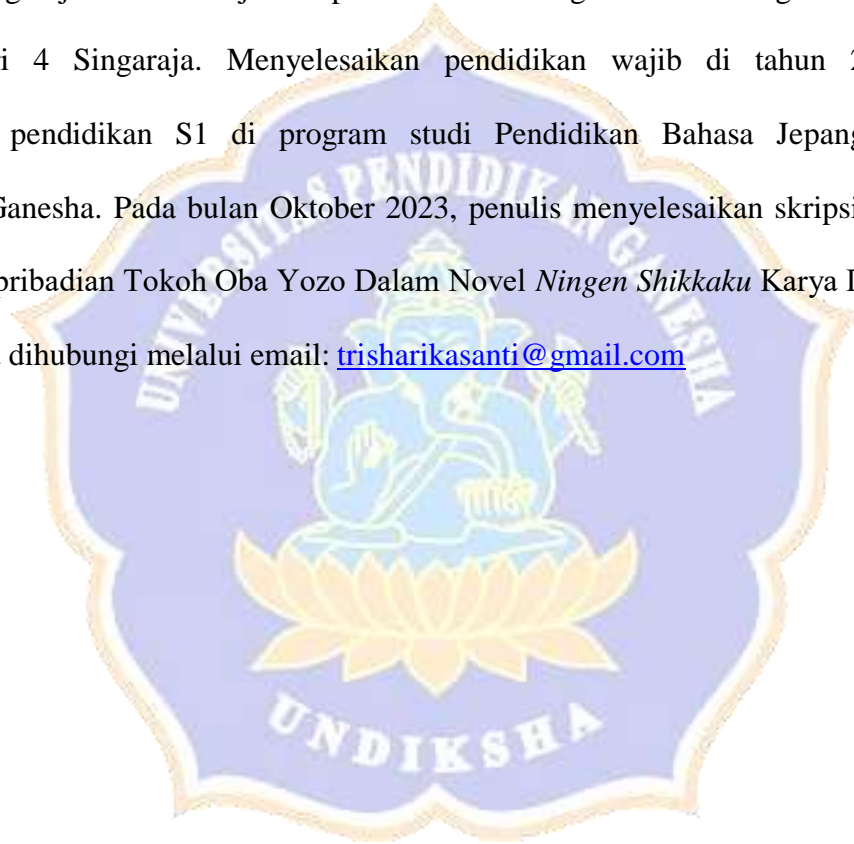 4 Singaraja. Menyelesaikan pendidikan wajib di tahun
pendidikan S1 di program studi Pendidikan Bahasa Jepang
Ganesha. Pada bulan Oktober 2023, penulis menyelesaikan skripsi
pribadian Tokoh Oba Yozo Dalam Novel Ningen Shikkaku Karya
dihubungi melalui email: trisharikasanti@gmail.com
UNIVERSITAS PENDIDIKAN GANESHA
UNDIKSHA